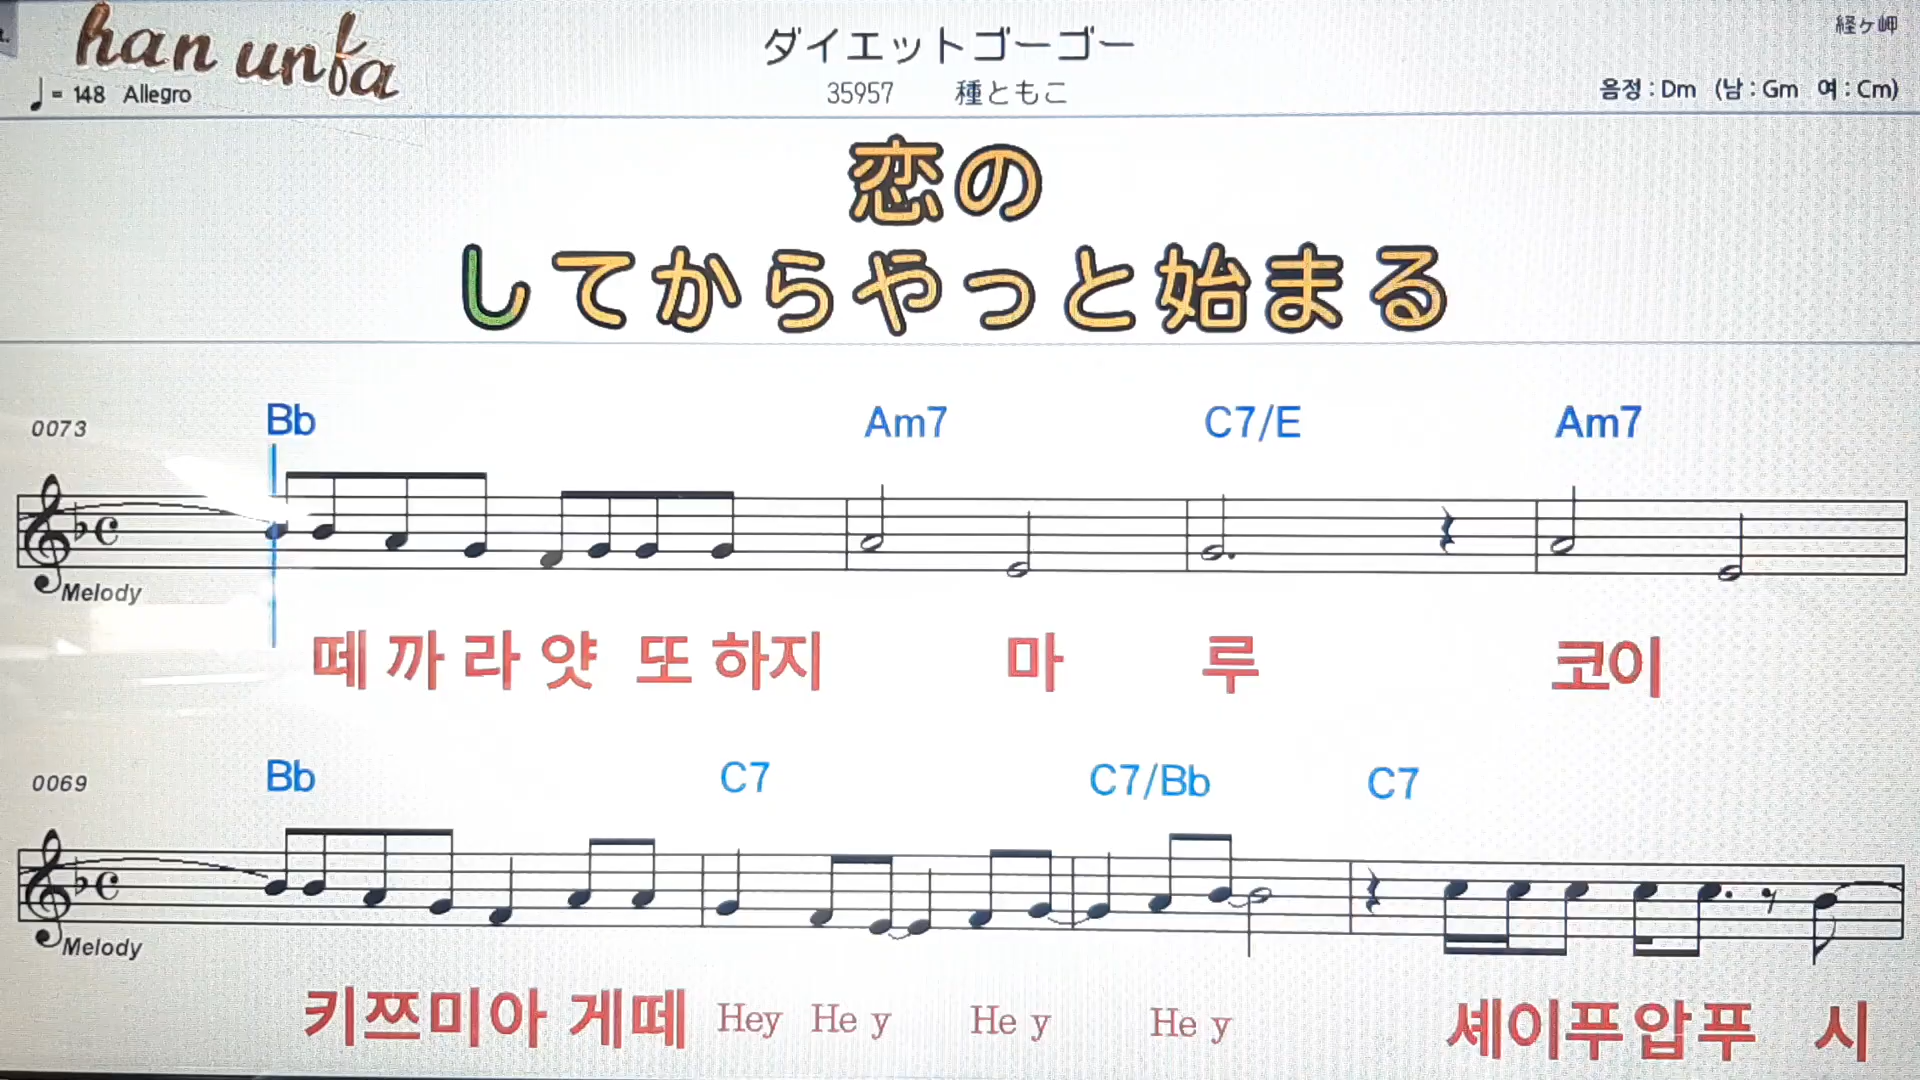 han unfa
ダイエットゴーゴー
経ヶ岬
♩= 148 Allegro
35957 種ともこ
음정 : Dm (남 : Gm 여 : Cm)
恋の
してからやっと始まる
0073 Bb Am7 C7/E Am7
Melody
떼 까 라 얏 또 하지 마 루 코이
0069 Bb C7 C7/Bb C7
Melody
키쯔미아 게떼 Hey He y He y He y 셰이푸압푸 시